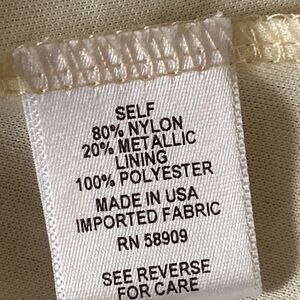 SELF
80% NYLON
20% METALLIC
LINING
100% POLYESTER
MADE IN USA
IMPORTED FABRIC
RN 58909
SEE REVERSE
FOR CARE